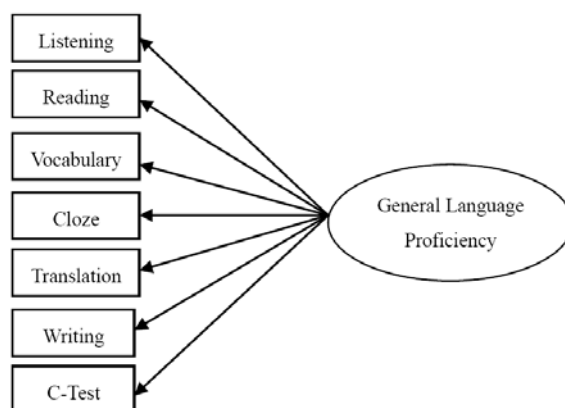 Listening
Reading
Vocabulary
Cloze
Translation
Writing
C-Test
General Language
Proficiency